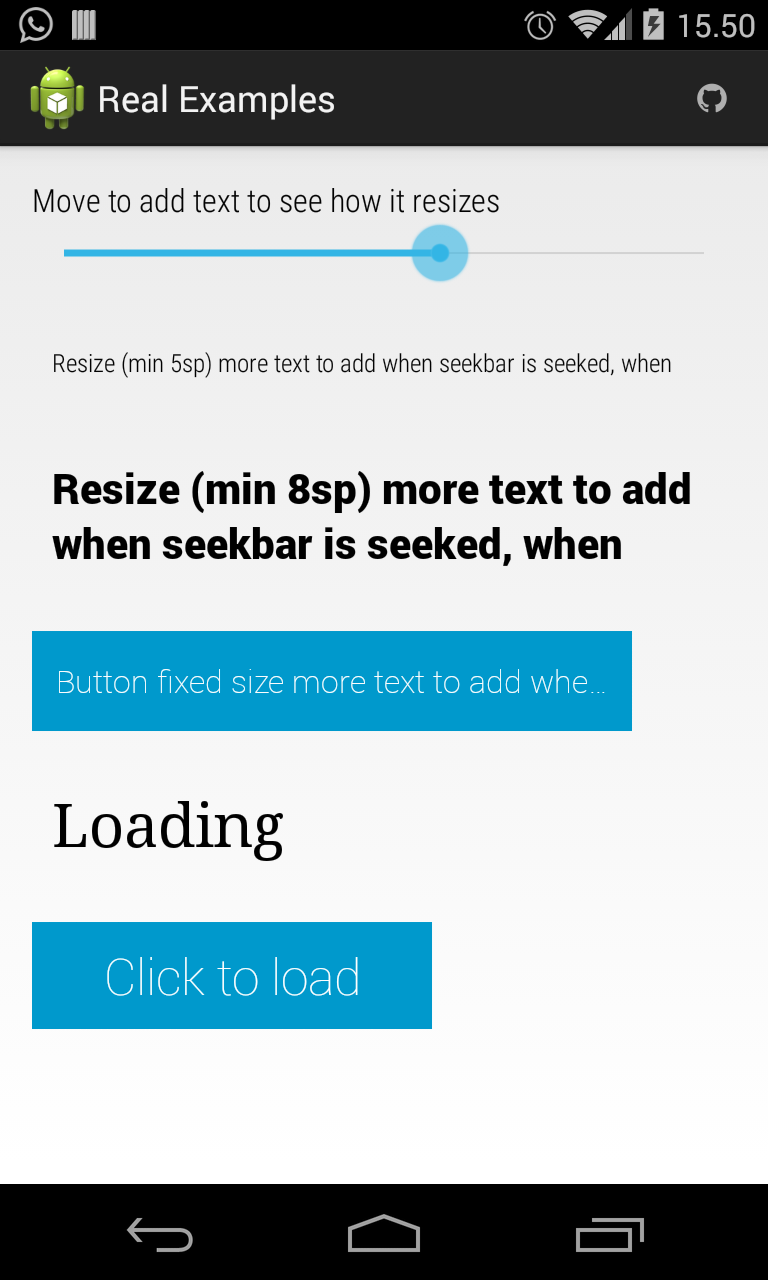 15.50
Real Examples
Move to add text to see how it resizes
Resize (min 5sp) more text to add when seekbar is seeked, when
Resize (min 8sp) more text to add
when seekbar is seeked, when
Button fixed size more text to add whe...
Loading
Click to load